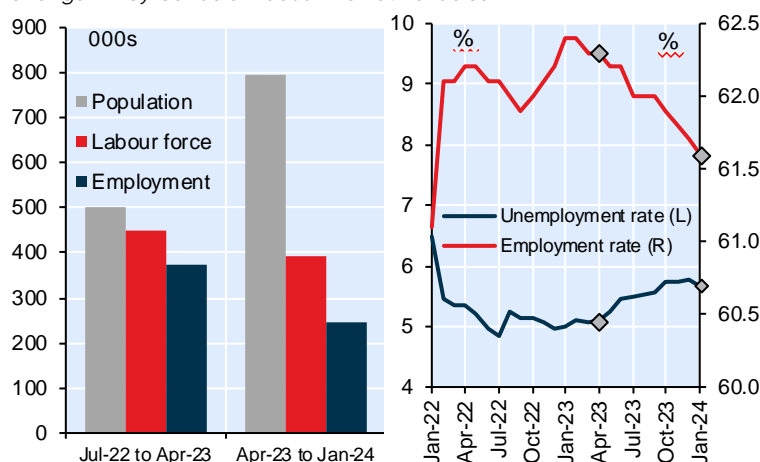 900
800
700
600
500
400
300
200
100
0
000s
Population
Labour force
Employment
Jul-22 to Apr-23
Apr-23 to Jan-24
10
9
8
7
6
5
4
%
%
62.5
62.0
61.5
61.0
60.5
60.0
Unemployment rate (L)
Employment rate (R)
Jan-22
Apr-22
Jul-22
Oct-22
Jan-23
Apr-23
Jul-23
Oct-23
Jan-24